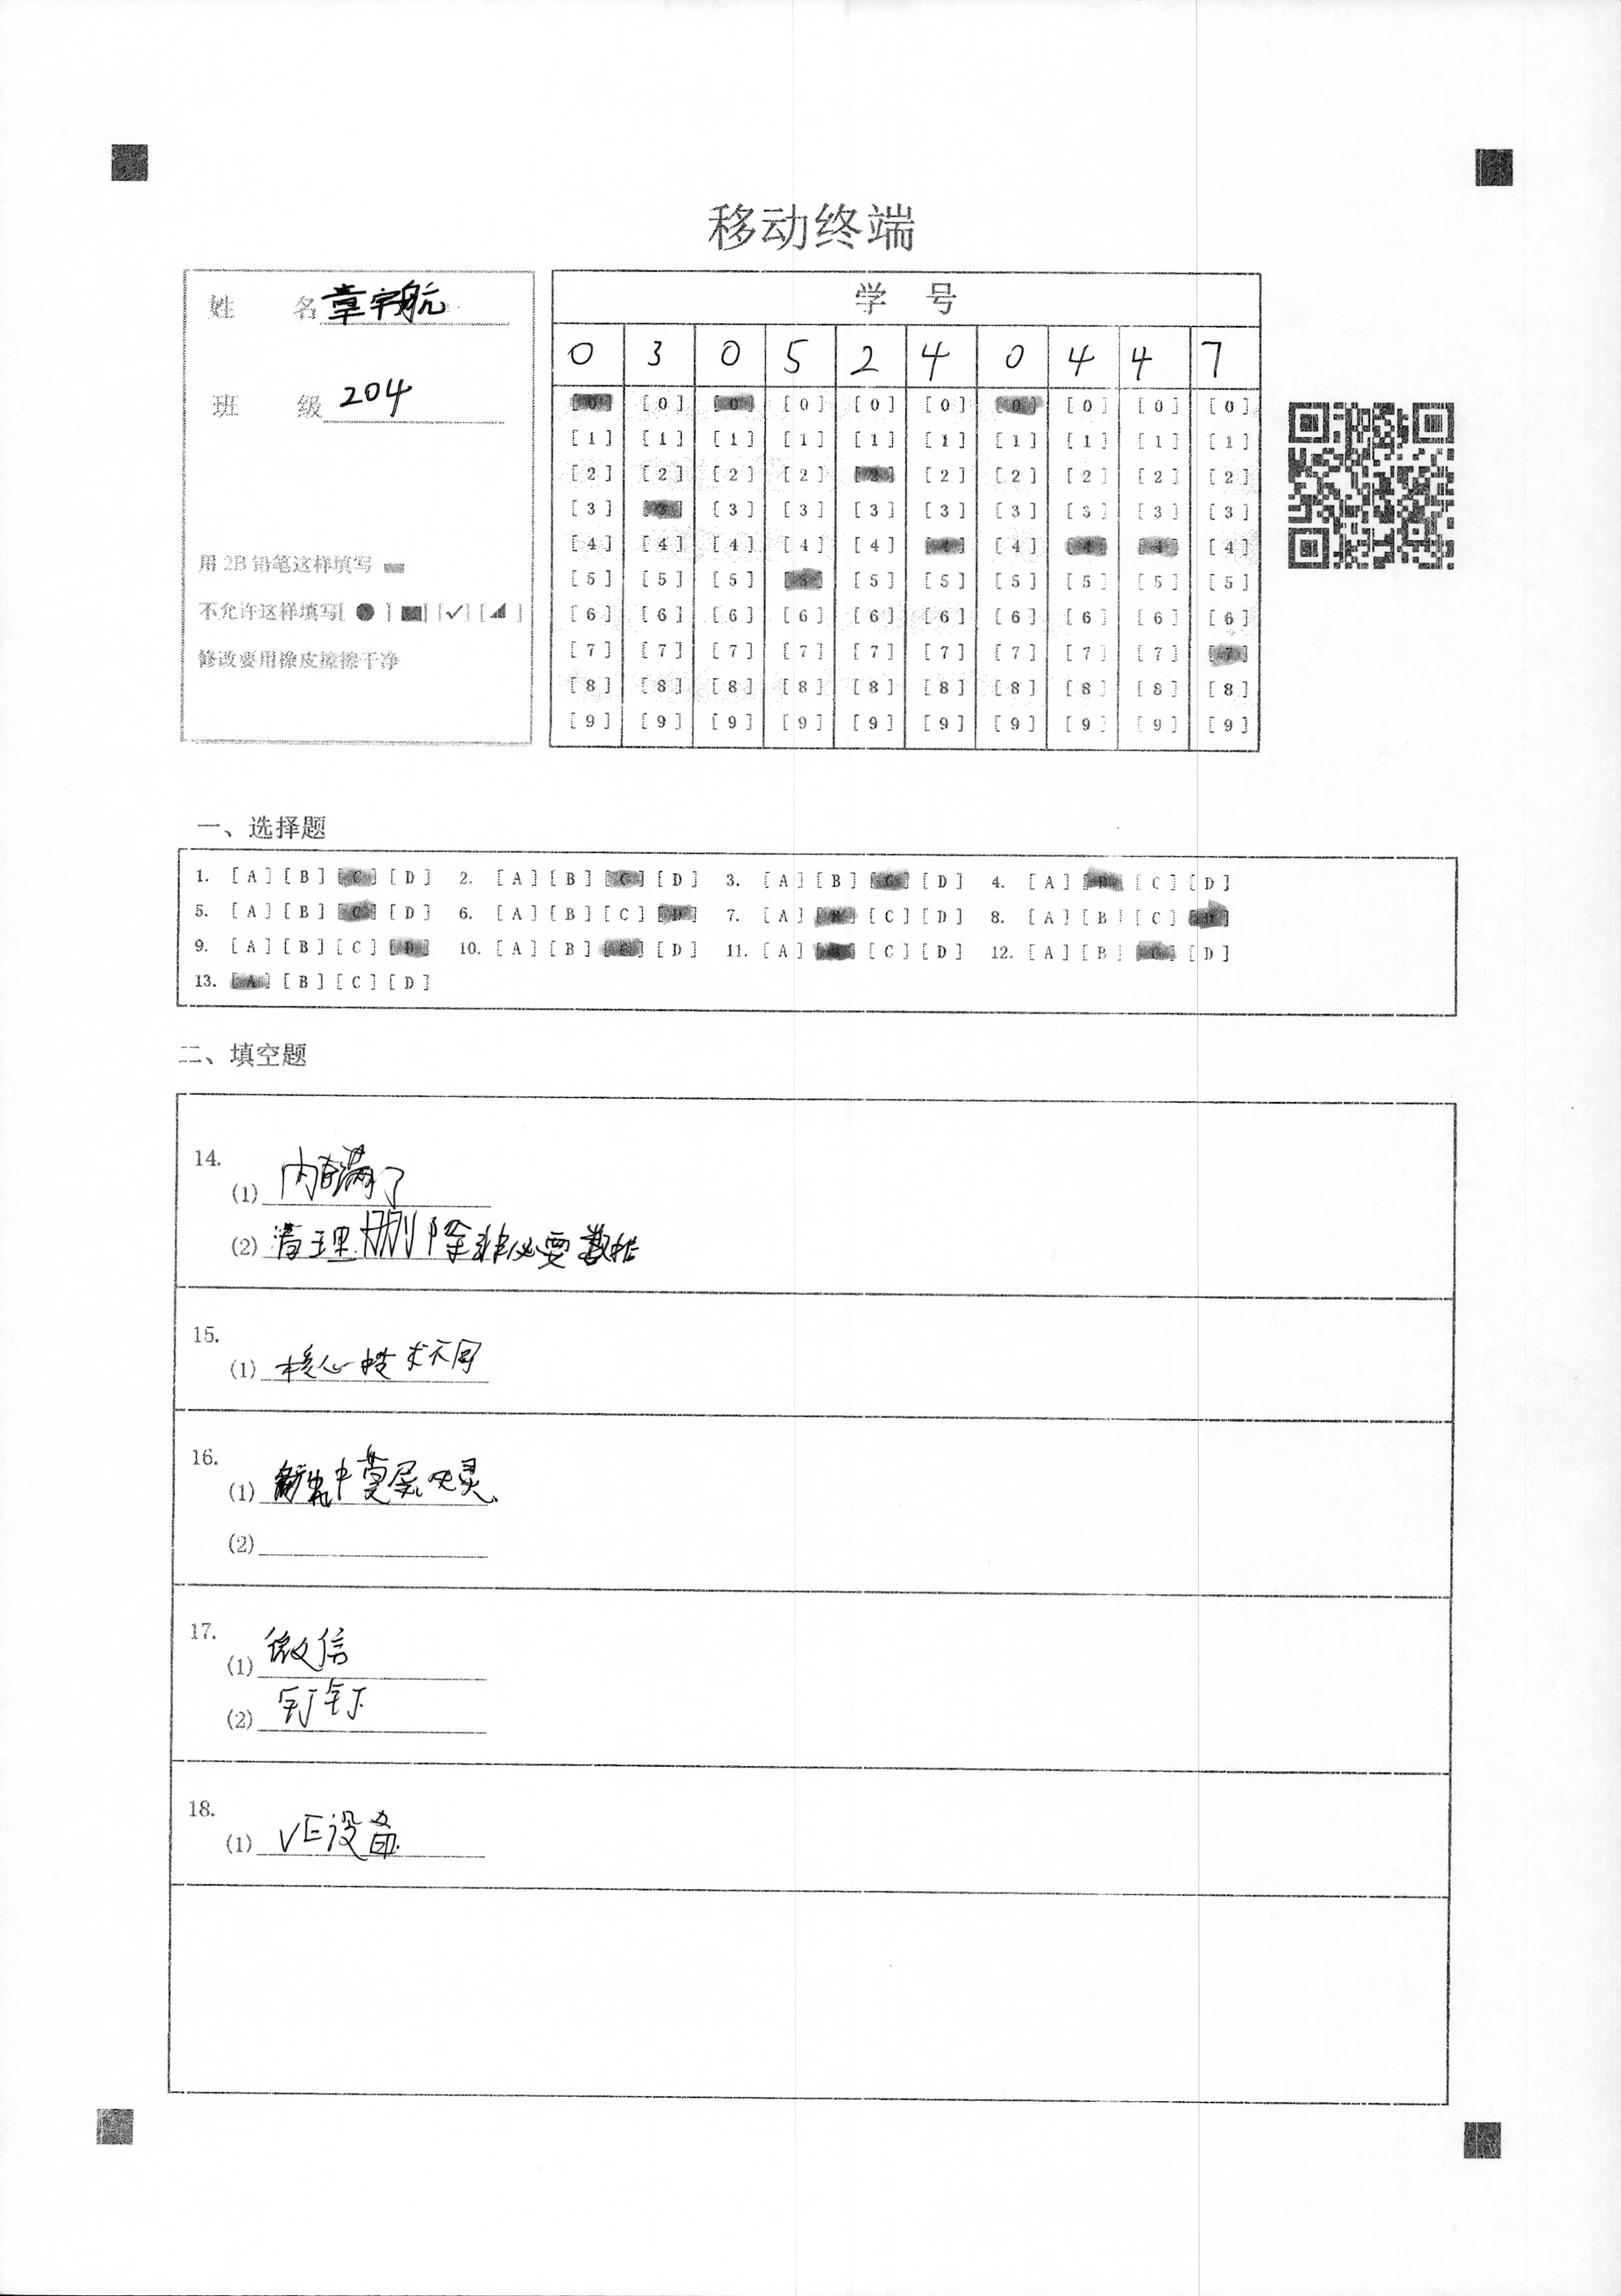 移动终端
姓 名 章宇航
班 级 204
用 2B 铅笔这样填写
不允许这样填写[ ● ] [■] [✓] [◢ ]
修改要用橡皮擦擦干净
学 号
0 3 0 5 2 4 0 4 4 7
[0] [0] [0] [0] [0] [0] [0] [0] [0] [0]
[1] [1] [1] [1] [1] [1] [1] [1] [1] [1]
[2] [2] [2] [2] [2] [2] [2] [2] [2] [2]
[3] [3] [3] [3] [3] [3] [3] [3] [3] [3]
[4] [4] [4] [4] [4] [4] [4] [4] [4] [4]
[5] [5] [5] [5] [5] [5] [5] [5] [5] [5]
[6] [6] [6] [6] [6] [6] [6] [6] [6] [6]
[7] [7] [7] [7] [7] [7] [7] [7] [7] [7]
[8] [8] [8] [8] [8] [8] [8] [8] [8] [8]
[9] [9] [9] [9] [9] [9] [9] [9] [9] [9]
一、选择题
1. [A] [B] [C] [D] 2. [A] [B] [C] [D] 3. [A] [B] [C] [D] 4. [A] [B] [C] [D]
5. [A] [B] [C] [D] 6. [A] [B] [C] [D] 7. [A] [B] [C] [D] 8. [A] [B] [C] [D]
9. [A] [B] [C] [D] 10. [A] [B] [C] [D] 11. [A] [B] [C] [D] 12. [A] [B] [C] [D]
13. [A] [B] [C] [D]
二、填空题
14.
(1) 内存满了
(2) 清理删除非必要数据
15.
(1) 核心技术不同
16.
(1)
(2)
17.
(1) 微信
(2) 钉钉
18.
(1) VE设备